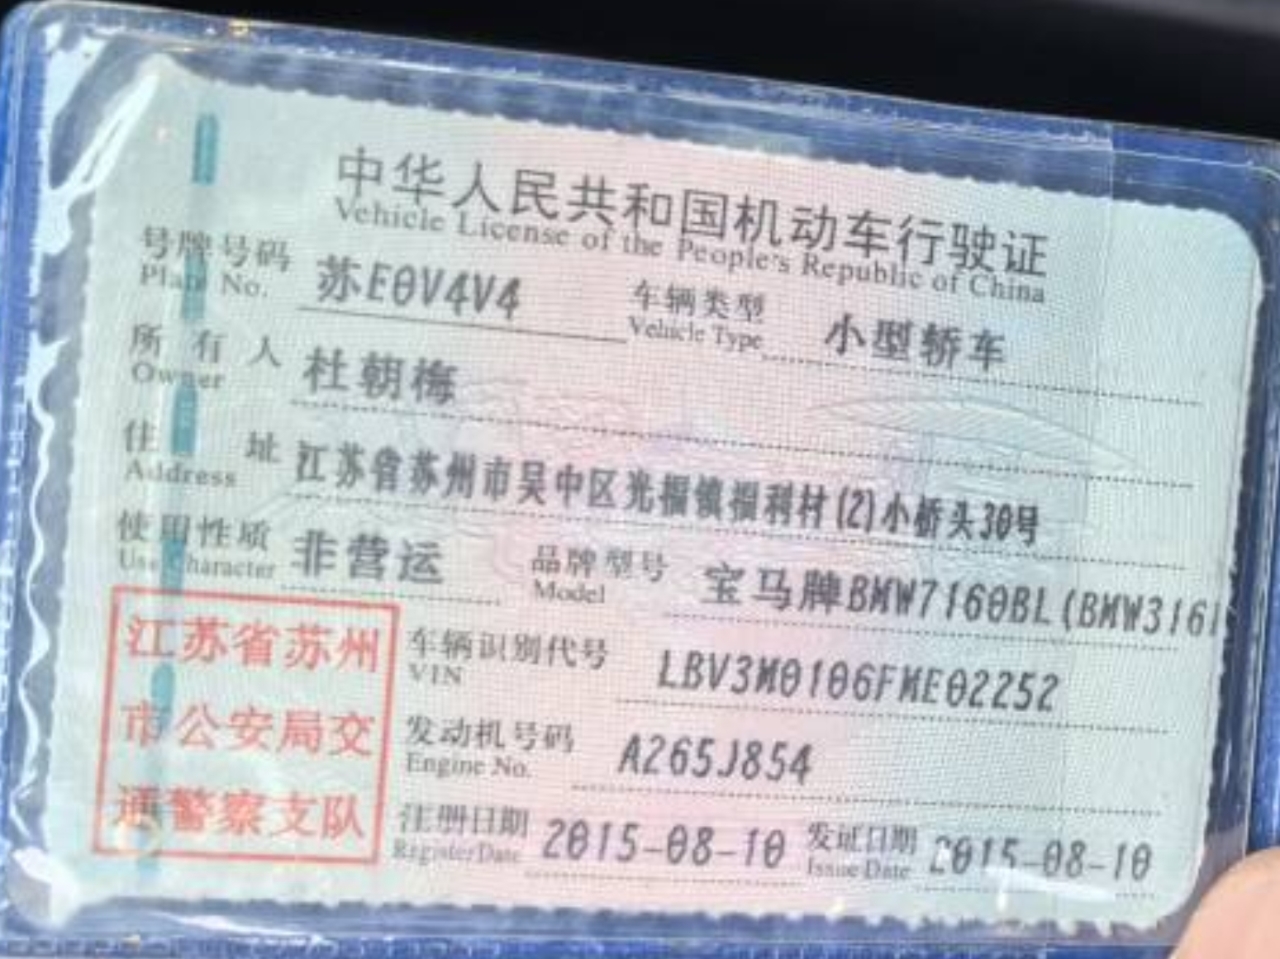 中华人民共和国机动车行驶证
Vehicle License of the People's Republic of China
号牌号码 苏E0V4V4 车辆类型 小型轿车
Plate No. Vehicle Type
所有人 杜朝梅
Owner
住址 江苏省苏州市吴中区光福镇福利村(2)小桥头30号
Address
使用性质 非营运 品牌型号 宝马牌BMW7160BL(BMW316
Use Character Model
江苏省苏州
市公安局交
通警察支队
车辆识别代号 LBV3M0106FME02252
VIN
发动机号码 A265J854
Engine No.
注册日期 2015-08-10 发证日期 2015-08-10
Register Date Issue Date